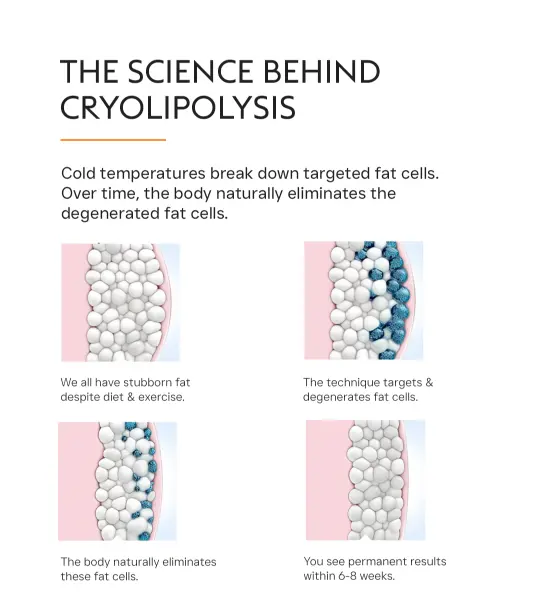 THE SCIENCE BEHIND
CRYOLIPOLYSIS
Cold temperatures break down targeted fat cells.
Over time, the body naturally eliminates the
degenerated fat cells.
We all have stubborn fat
despite diet & exercise.
The technique targets &
degenerates fat cells.
The body naturally eliminates
these fat cells.
You see permanent results
within 6-8 weeks.